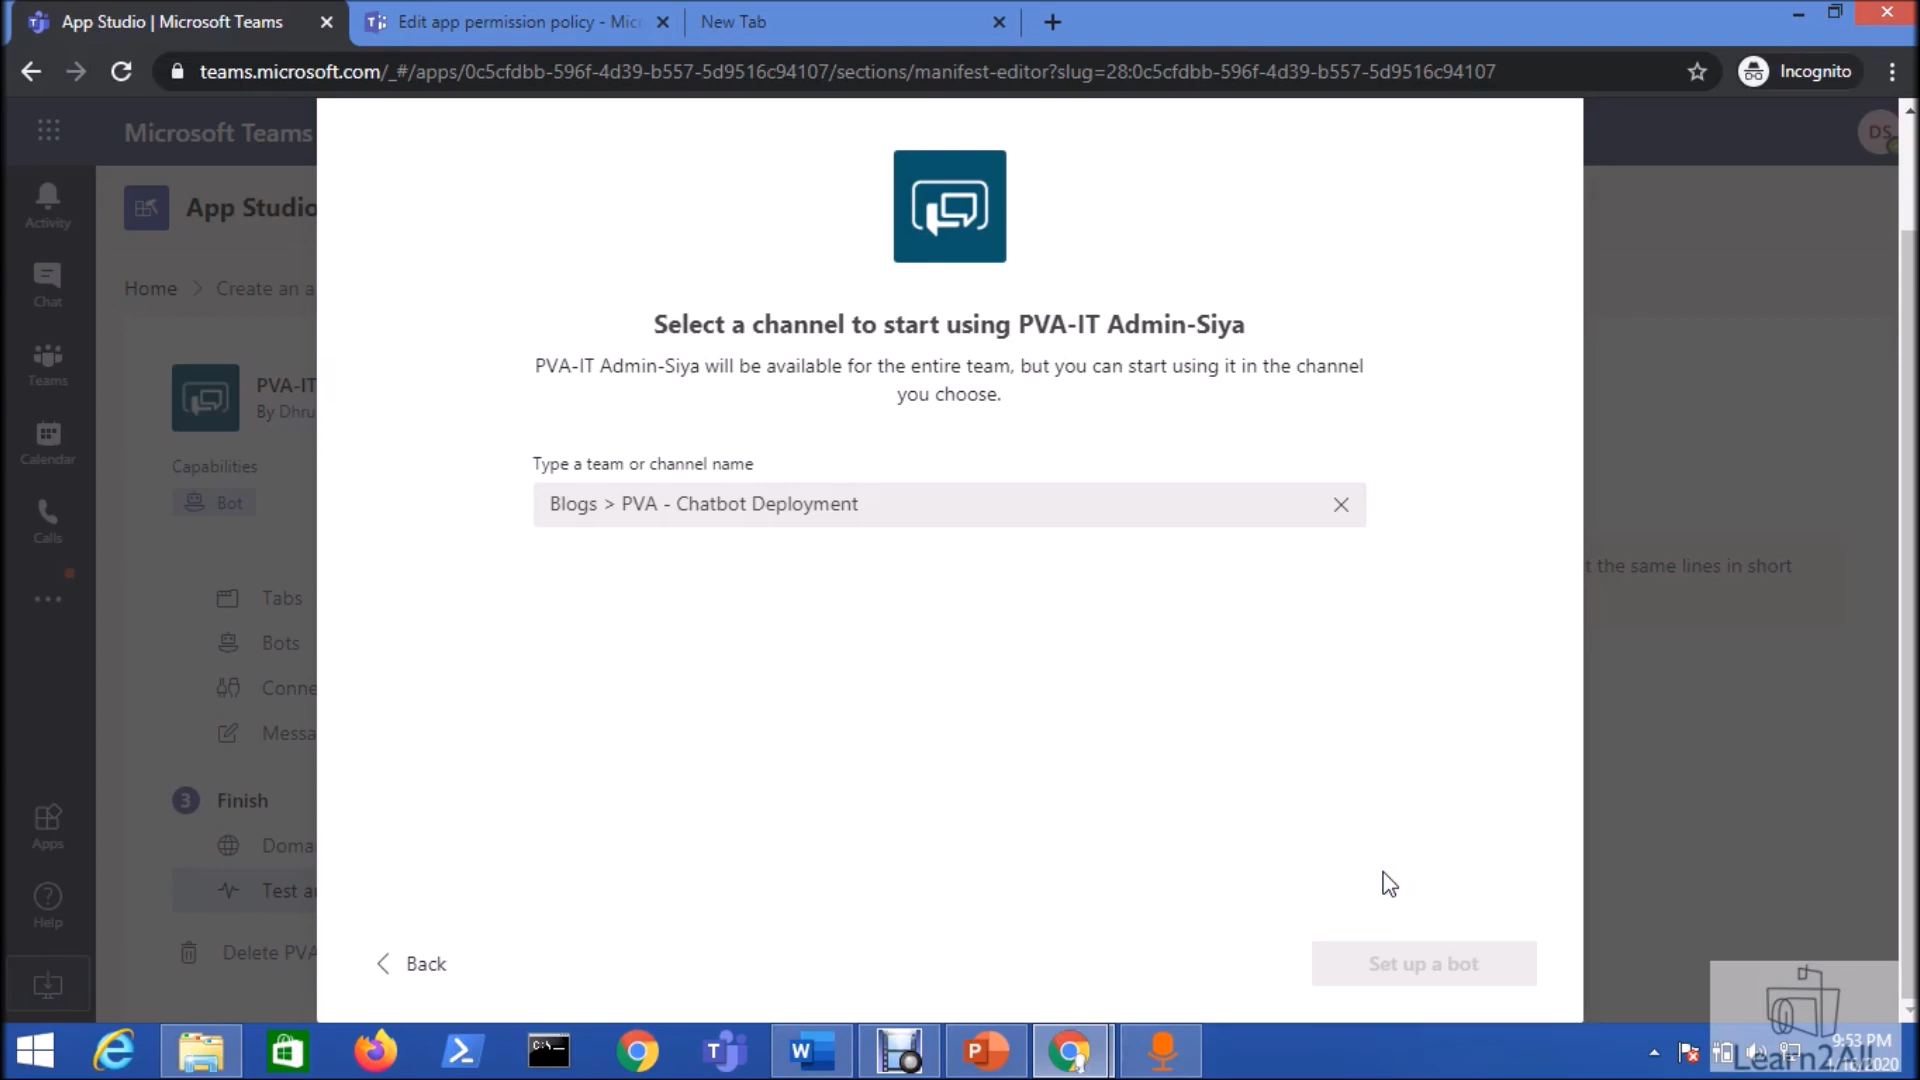 App Studio | Microsoft Teams
Edit app permission policy - Micr
New Tab
teams.microsoft.com/_#/apps/0c5cfdbb-596f-4d39-b557-5d9516c94107/sections/manifest-editor?slug=28:0c5cfdbb-596f-4d39-b557-5d9516c94107
Incognito
Microsoft Teams
DS
Activity
App Studio
Chat
Home > Create an a
Teams
PVA-IT
By Dhru
Calendar
Capabilities
Bot
Calls
Tabs
Bots
Conne
Messa
3 Finish
Apps
Doma
Test an
Help
Delete PVA
Select a channel to start using PVA-IT Admin-Siya
PVA-IT Admin-Siya will be available for the entire team, but you can start using it in the channel
you choose.
Type a team or channel name
Blogs > PVA - Chatbot Deployment
t the same lines in short
Back
Set up a bot
9:53 PM
Learn2All